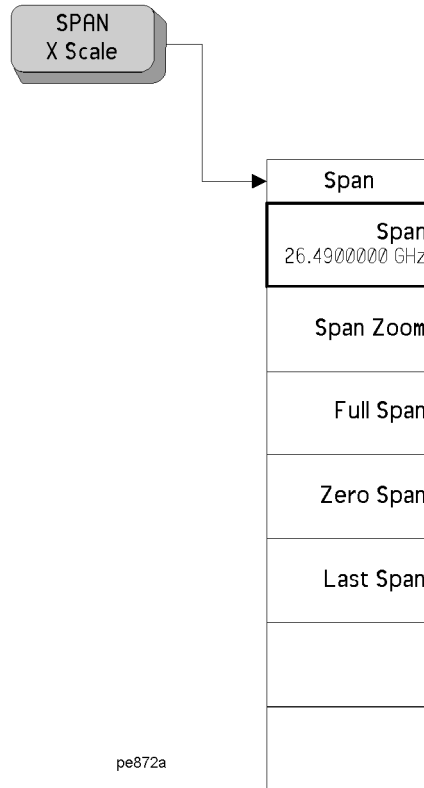 SPAN
X Scale
Span
Span
26.4900000 GHz
Span Zoom
Full Span
Zero Span
Last Span
pe872a